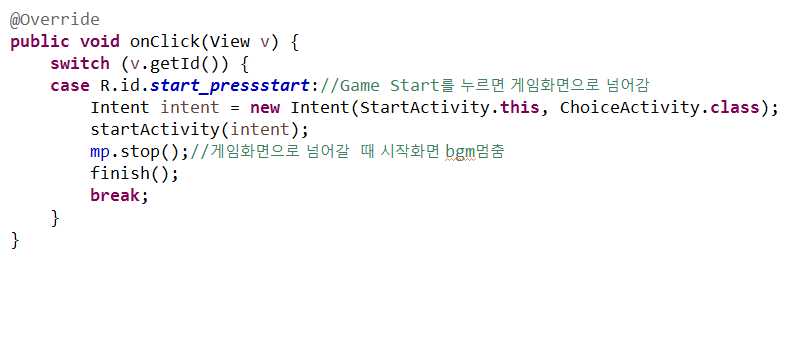 @Override
public void onClick(View v) {
switch (v.getId()) {
case R.id.start_pressstart://Game Start를 누르면 게임화면으로 넘어감
Intent intent = new Intent(StartActivity.this, ChoiceActivity.class);
startActivity(intent);
mp.stop();//게임화면으로 넘어갈 때 시작화면 bgm멈춤
finish();
break;
}
}